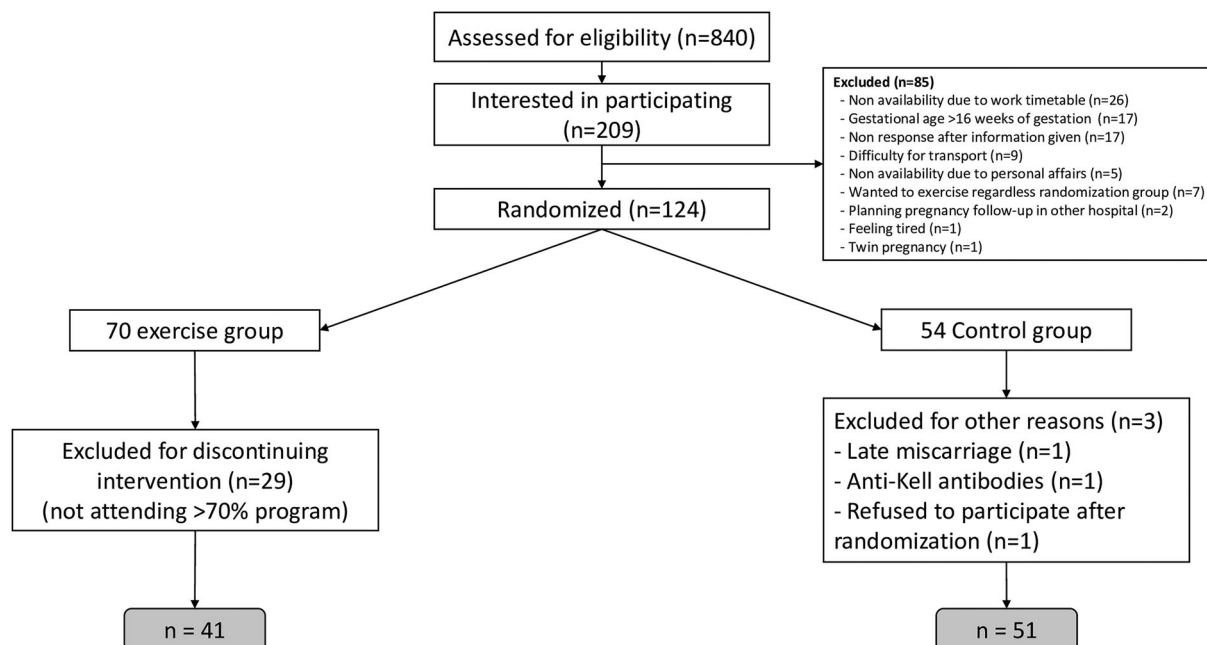 Assessed for eligibility (n=840)
Interested in participating
(n=209)
Excluded (n=85)
- Non availability due to work timetable (n=26)
- Gestational age >16 weeks of gestation (n=17)
- Non response after information given (n=17)
- Difficulty for transport (n=9)
- Non availability due to personal affairs (n=5)
- Wanted to exercise regardless randomization group (n=7)
- Planning pregnancy follow-up in other hospital (n=2)
- Feeling tired (n=1)
- Twin pregnancy (n=1)
Randomized (n=124)
70 exercise group
54 Control group
Excluded for discontinuing
intervention (n=29)
(not attending >70% program)
Excluded for other reasons (n=3)
- Late miscarriage (n=1)
- Anti-Kell antibodies (n=1)
- Refused to participate after
randomization (n=1)
n = 41
n = 51